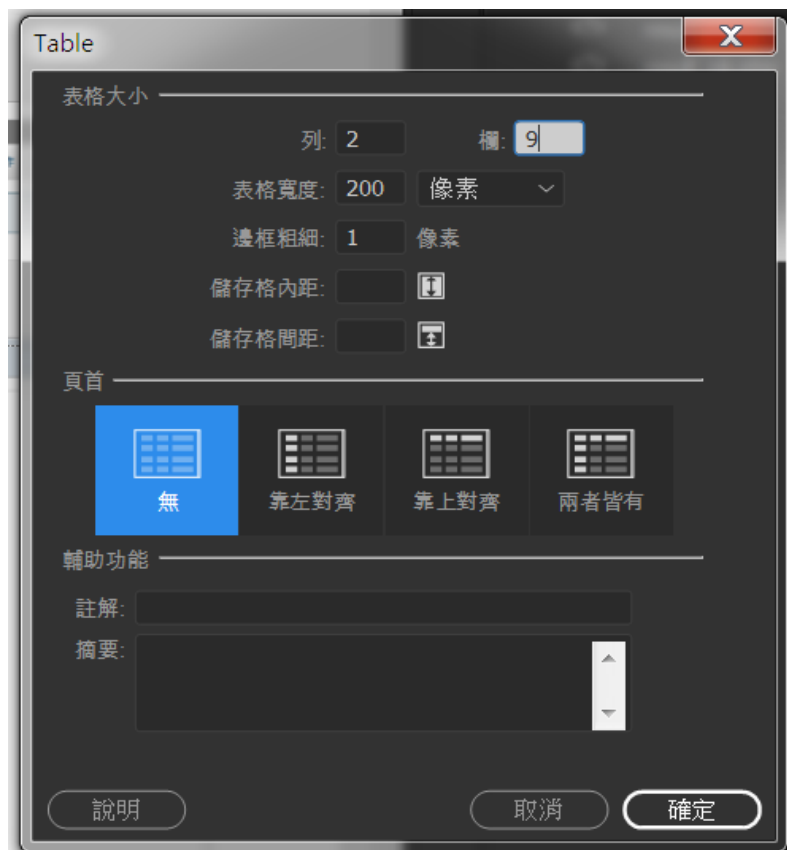 Table
表格大小
列: 2 欄: 9
表格寬度: 200 像素
邊框粗細: 1 像素
儲存格內距:
儲存格間距:
頁首
無 靠左對齊 靠上對齊 兩者皆有
輔助功能
註解:
摘要:
說明 取消 確定